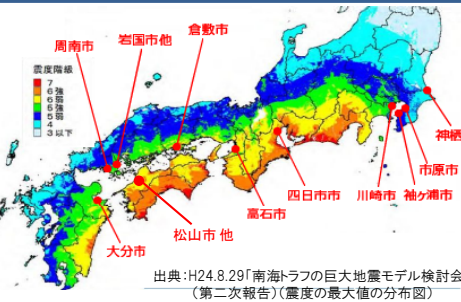 周南市
岩国市他
倉敷市
震度階級
7
6強
6弱
5強
5弱
4
3以下
神栖
市原市
袖ヶ浦市
川崎市
四日市市
高石市
松山市 他
大分市
出典:H24.8.29「南海トラフの巨大地震モデル検討会
(第二次報告)(震度の最大値の分布図)